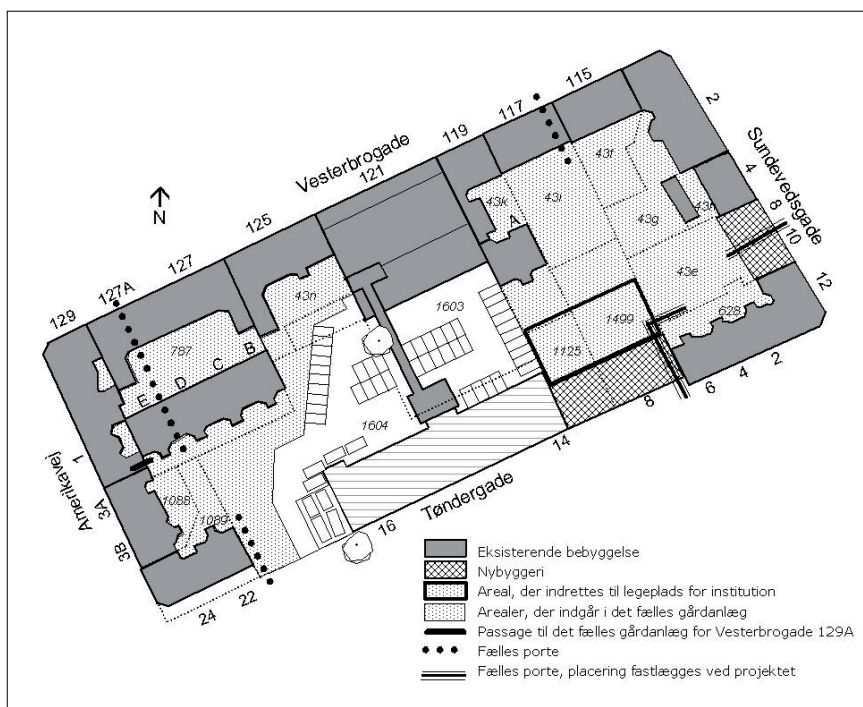 115
117
2
119
Vesterbrogade
121
Sundevedsgade
4
8
10
12
125
127
127A
129
N
43f
43k
43i
43h
43g
A
43e
43n
1603
1499
628
787
B
C
D
E
1125
2
4
6
8
1604
14
Tøndergade
16
1
Amerikavej
3A
3B
1088
1089
22
24
Eksisterende bebyggelse
Nybyggeri
Areal, der indrettes til legeplads for institution
Arealer, der indgår i det fælles gårdanlæg
Passage til det fælles gårdanlæg for Vesterbrogade 129A
Fælles porte
Fælles porte, placering fastlægges ved projektet